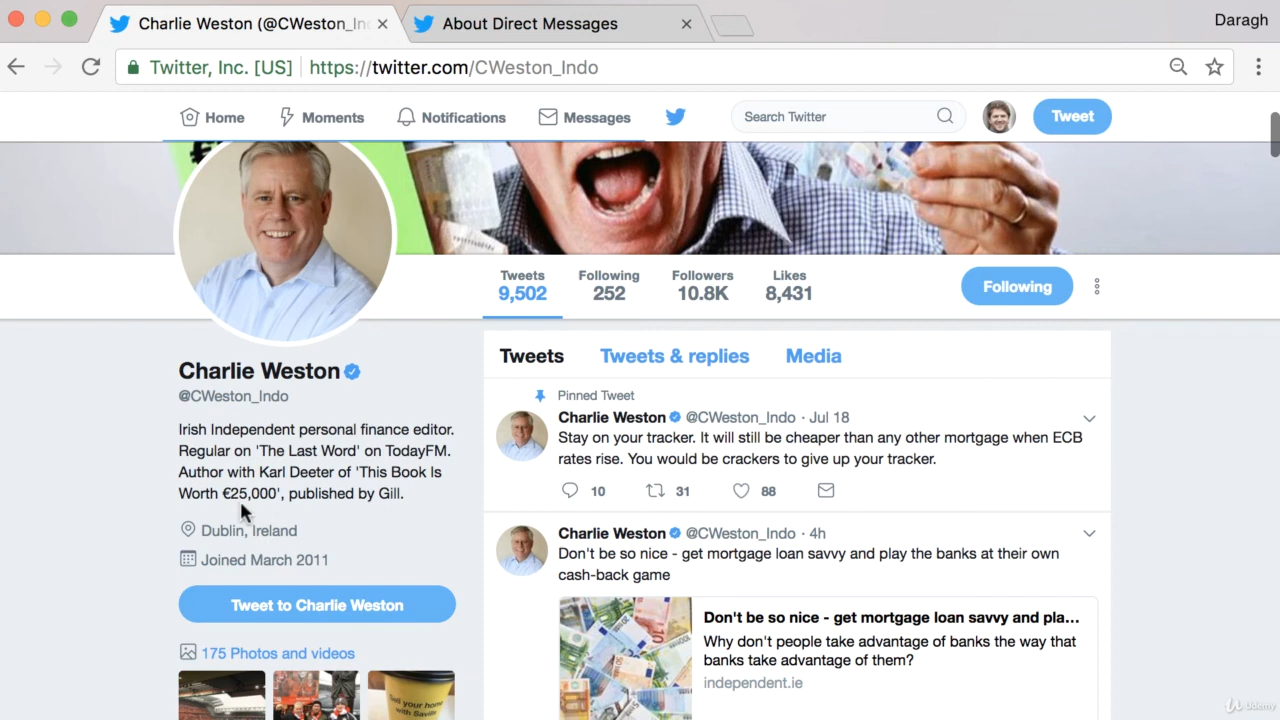 Charlie Weston (@CWeston_In
About Direct Messages
Daragh
Twitter, Inc. [US]
https://twitter.com/CWeston_Indo
Home
Moments
Notifications
Messages
Search Twitter
Tweet
Tweets
9,502
Following
252
Followers
10.8K
Likes
8,431
Following
Charlie Weston
@CWeston_Indo
Irish Independent personal finance editor.
Regular on 'The Last Word' on TodayFM.
Author with Karl Deeter of 'This Book Is
Worth €25,000', published by Gill.
Dublin, Ireland
Joined March 2011
Tweet to Charlie Weston
175 Photos and videos
Sell your home
with Savills
Tweets
Tweets & replies
Media
Pinned Tweet
Charlie Weston @CWeston_Indo · Jul 18
Stay on your tracker. It will still be cheaper than any other mortgage when ECB
rates rise. You would be crackers to give up your tracker.
10
31
88
Charlie Weston @CWeston_Indo · 4h
Don't be so nice - get mortgage loan savvy and play the banks at their own
cash-back game
Don't be so nice - get mortgage loan savvy and pla...
Why don't people take advantage of banks the way that
banks take advantage of them?
independent.ie
Udemy